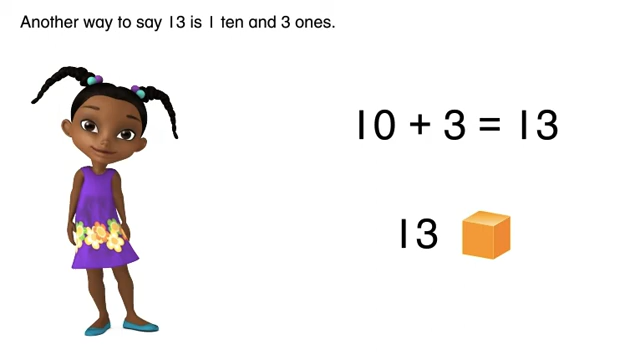 Another way to say 13 is 1 ten and 3 ones.
10 + 3 = 13
13